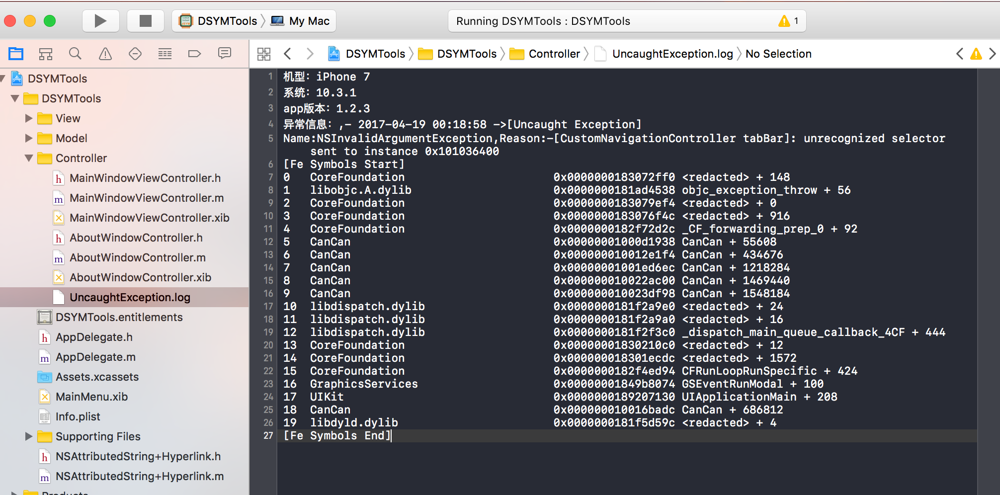 DSYMTools My Mac
Running DSYMTools : DSYMTools 1
DSYMTools DSYMTools Controller UncaughtException.log No Selection
DSYMTools
DSYMTools
View
Model
Controller
MainWindowViewController.h
MainWindowViewController.m
MainWindowViewController.xib
AboutWindowController.h
AboutWindowController.m
AboutWindowController.xib
UncaughtException.log
DSYMTools.entitlements
AppDelegate.h
AppDelegate.m
Assets.xcassets
MainMenu.xib
Info.plist
Supporting Files
NSAttributedString+Hyperlink.h
NSAttributedString+Hyperlink.m
Products
1 机型：iPhone 7
2 系统：10.3.1
3 app版本：1.2.3
4 异常信息：,- 2017-04-19 00:18:58 ->[Uncaught Exception]
5 Name:NSInvalidArgumentException,Reason:-[CustomNavigationController tabBar]: unrecognized selector
sent to instance 0x101036400
6 [Fe Symbols Start]
7 0 CoreFoundation 0x0000000183072ff0 <redacted> + 148
8 1 libobjc.A.dylib 0x0000000181ad4538 objc_exception_throw + 56
9 2 CoreFoundation 0x0000000183079ef4 <redacted> + 0
10 3 CoreFoundation 0x0000000183076f4c <redacted> + 916
11 4 CoreFoundation 0x0000000182f72d2c _CF_forwarding_prep_0 + 92
12 5 CanCan 0x00000001000d1938 CanCan + 55608
13 6 CanCan 0x000000010012e1f4 CanCan + 434676
14 7 CanCan 0x00000001001ed6ec CanCan + 1218284
15 8 CanCan 0x000000010022ac00 CanCan + 1469440
16 9 CanCan 0x000000010023df98 CanCan + 1548184
17 10 libdispatch.dylib 0x0000000181f2a9e0 <redacted> + 24
18 11 libdispatch.dylib 0x0000000181f2a9a0 <redacted> + 16
19 12 libdispatch.dylib 0x0000000181f2f3c0 _dispatch_main_queue_callback_4CF + 444
20 13 CoreFoundation 0x00000001830210c0 <redacted> + 12
21 14 CoreFoundation 0x000000018301ecdc <redacted> + 1572
22 15 CoreFoundation 0x0000000182f4ed94 CFRunLoopRunSpecific + 424
23 16 GraphicsServices 0x00000001849b8074 GSEventRunModal + 100
24 17 UIKit 0x0000000189207130 UIApplicationMain + 208
25 18 CanCan 0x000000010016badc CanCan + 686812
26 19 libdyld.dylib 0x0000000181f5d59c <redacted> + 4
27 [Fe Symbols End]